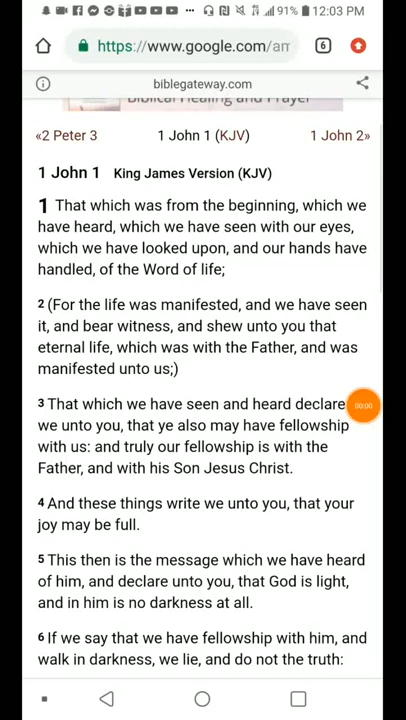 91% 12:03 PM
https://www.google.com/am
6
biblegateway.com
Biblical Healing and Prayer
«2 Peter 3 1 John 1 (KJV) 1 John 2»
1 John 1 King James Version (KJV)
1 That which was from the beginning, which we
have heard, which we have seen with our eyes,
which we have looked upon, and our hands have
handled, of the Word of life;
2 (For the life was manifested, and we have seen
it, and bear witness, and shew unto you that
eternal life, which was with the Father, and was
manifested unto us;)
3 That which we have seen and heard declare
00:00
we unto you, that ye also may have fellowship
with us: and truly our fellowship is with the
Father, and with his Son Jesus Christ.
4 And these things write we unto you, that your
joy may be full.
5 This then is the message which we have heard
of him, and declare unto you, that God is light,
and in him is no darkness at all.
6 If we say that we have fellowship with him, and
walk in darkness, we lie, and do not the truth: